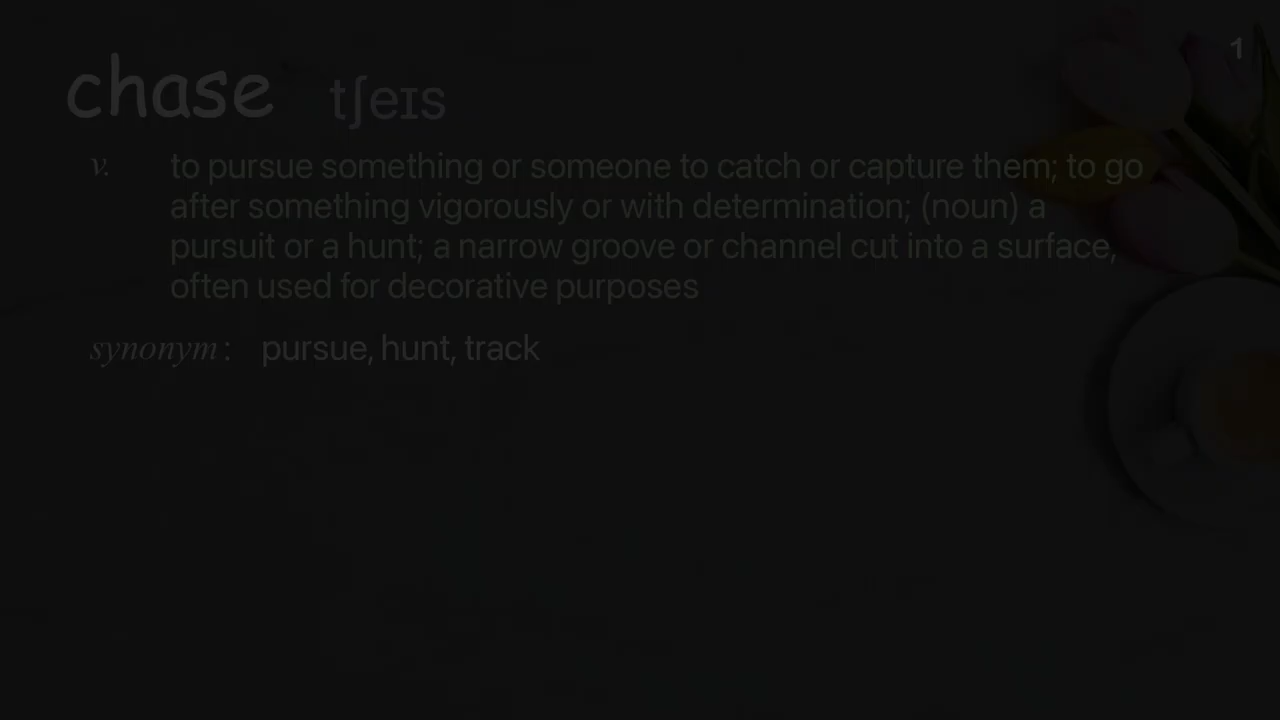 1
chase tʃeɪs
v. to pursue something or someone to catch or capture them; to go
after something vigorously or with determination; (noun) a
pursuit or a hunt; a narrow groove or channel cut into a surface,
often used for decorative purposes
synonym : pursue, hunt, track